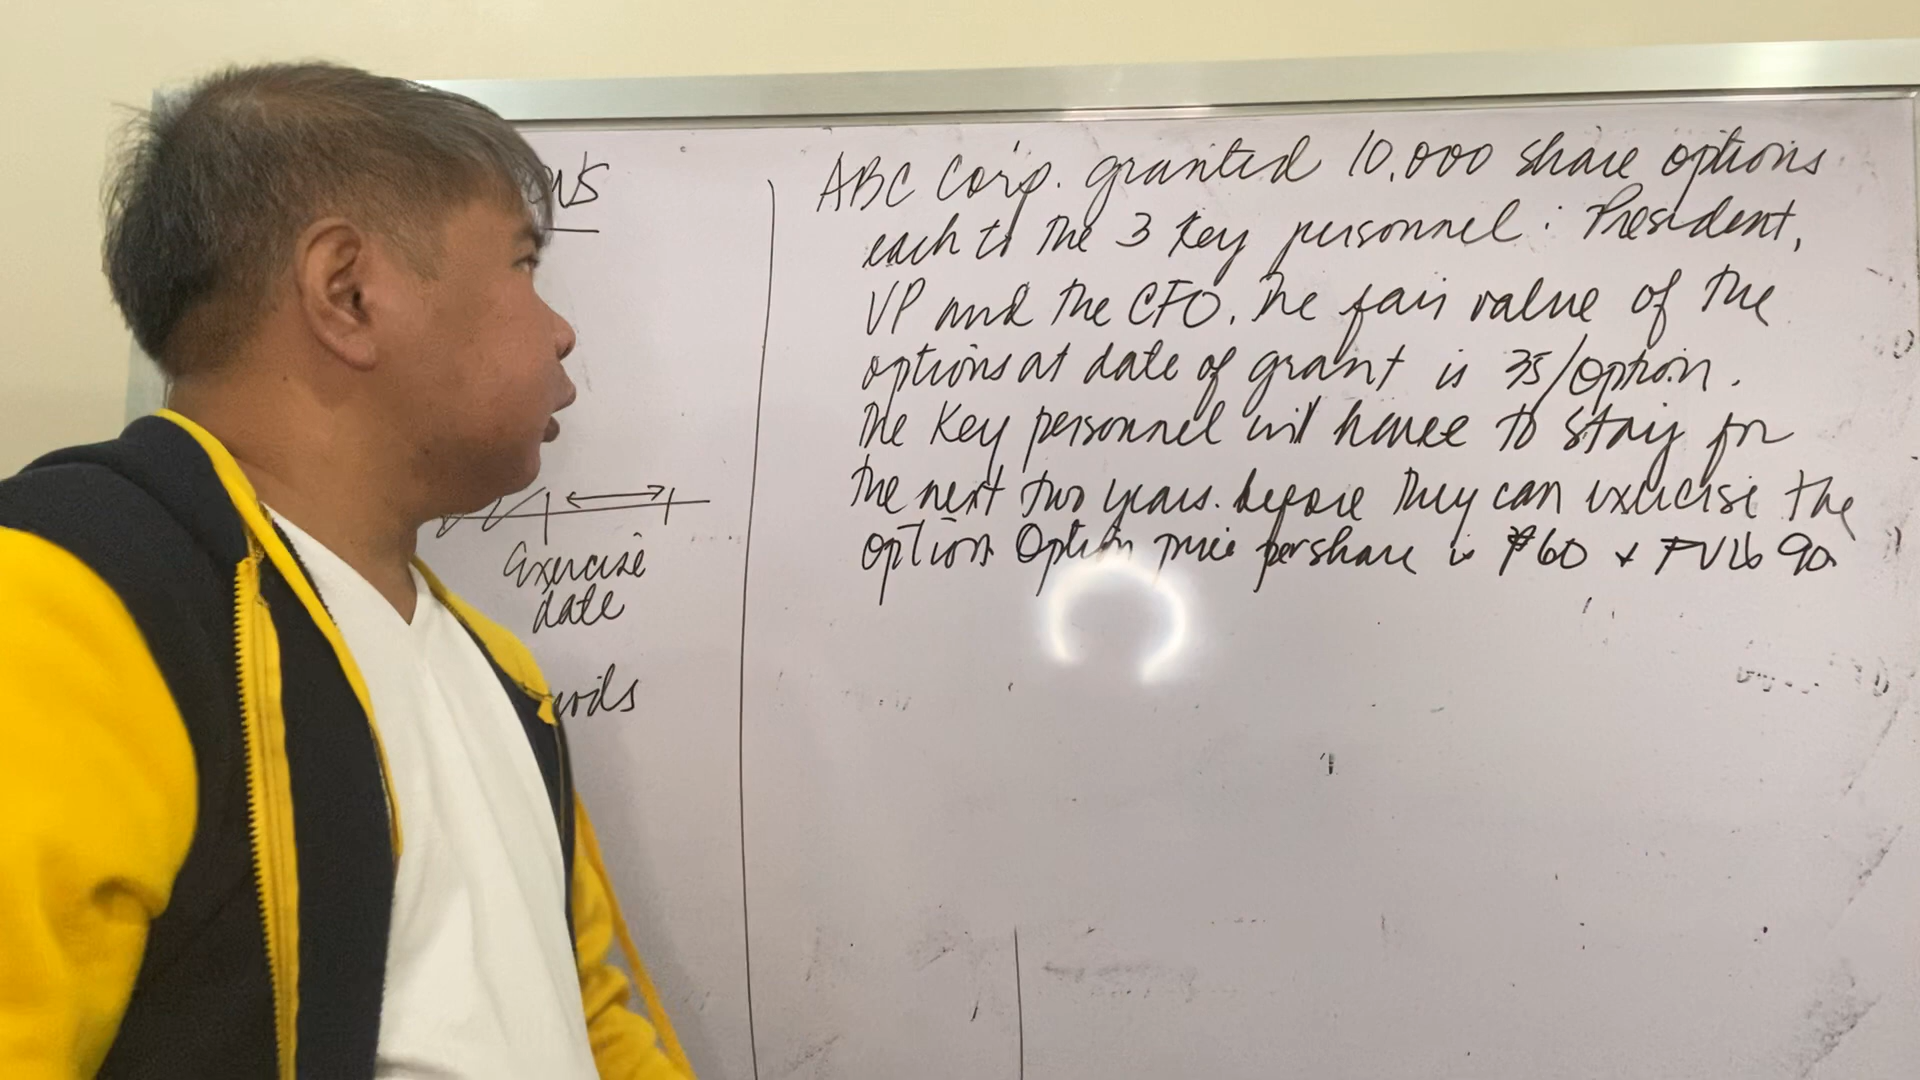 ABC Corp. granted 10,000 share options
each to the 3 key personnel : President,
VP and the CFO. The fair value of the
options at date of grant is 35/option.
The key personnel will have to stay for
the next two years. before they can exercise the
option. Option price per share is ₱60 + FV is 90.
Exercise
date